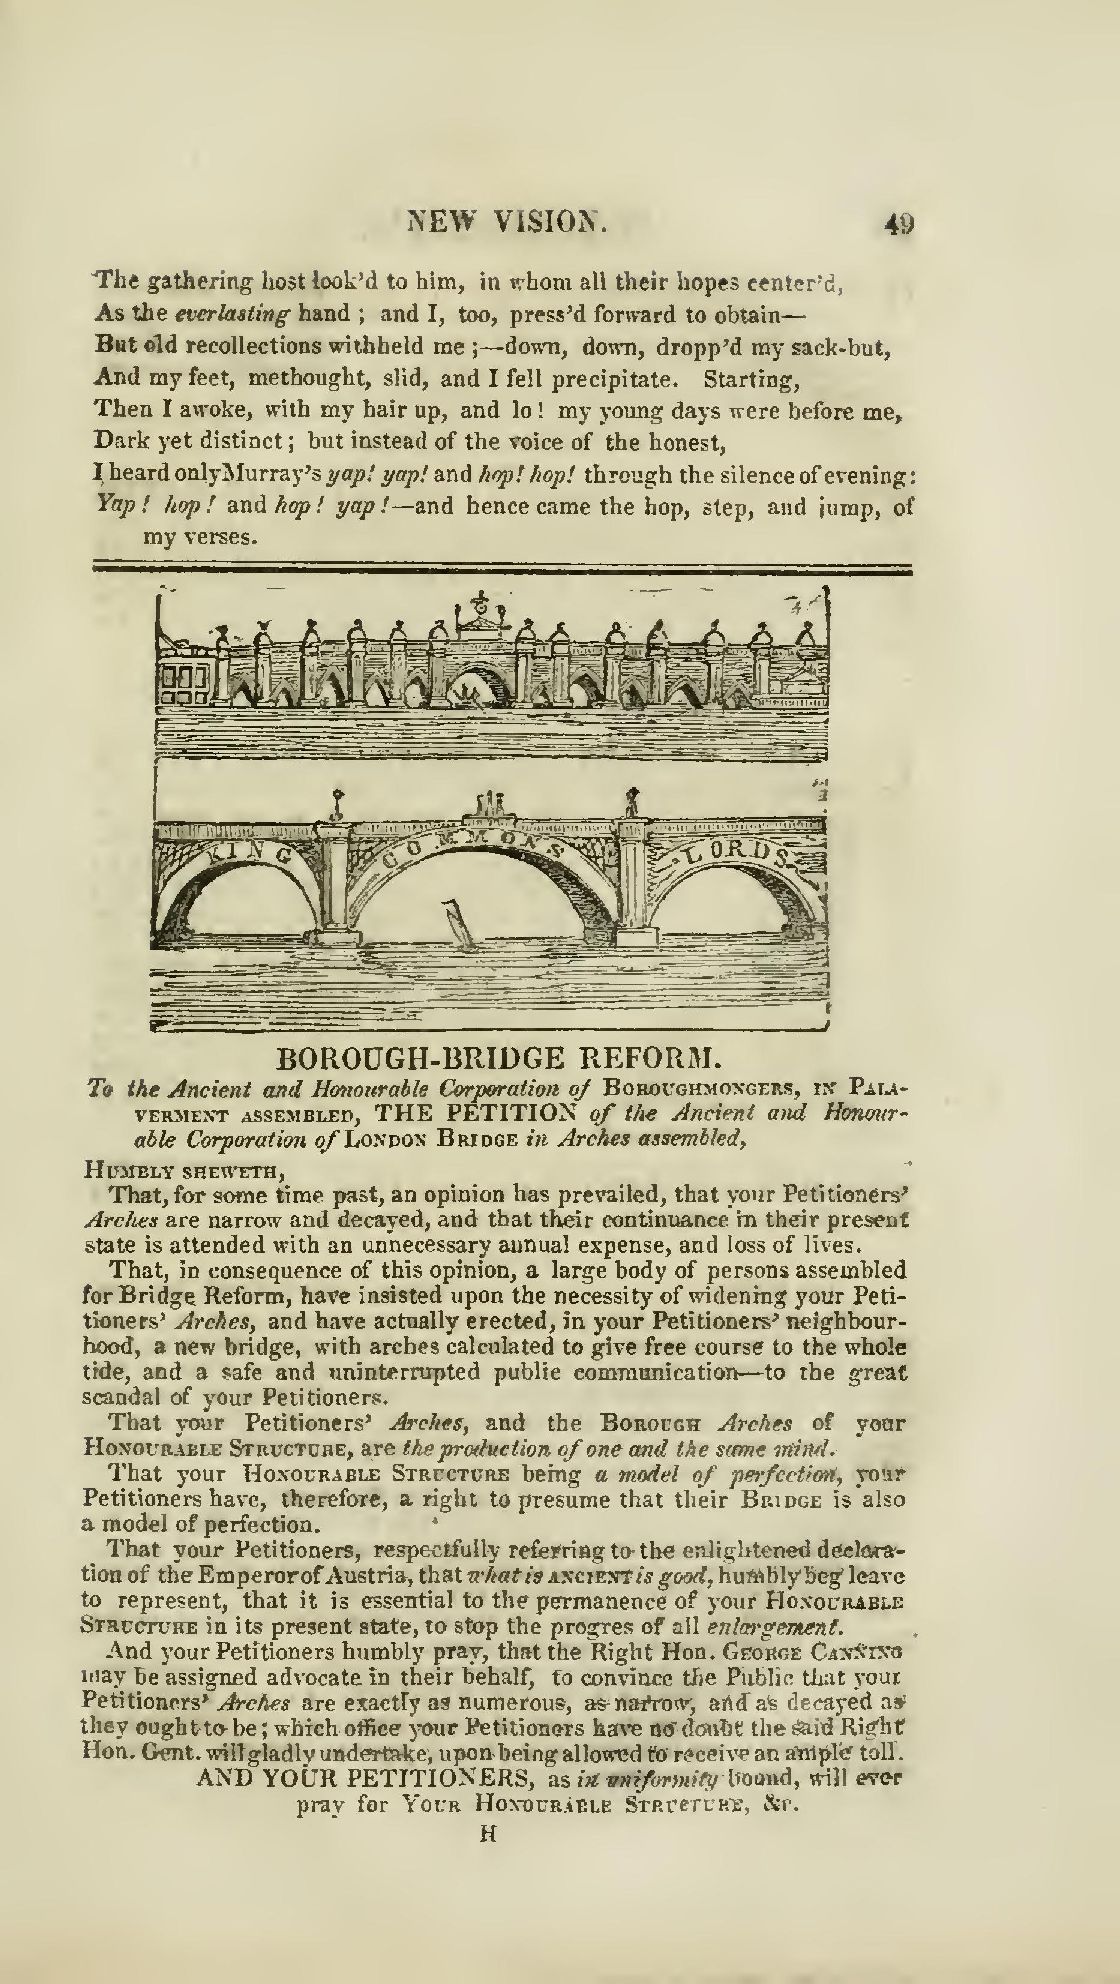 NEW VISION. 49
The gathering host look'd to him, in whom all their hopes center'd,
As the everlasting hand ; and I, too, press'd forward to obtain—
But old recollections withheld me ;—down, down, dropp'd my sack-but,
And my feet, methought, slid, and I fell precipitate. Starting,
Then I awoke, with my hair up, and lo ! my young days were before me,
Dark yet distinct ; but instead of the voice of the honest,
I heard only Murray's yap! yap! and hop! hop! through the silence of evening:
Yap ! hop ! and hop ! yap !—and hence came the hop, step, and jump, of
my verses.
KING COMMONS LORDS
BOROUGH-BRIDGE REFORM.
To the Ancient and Honourable Corporation of BOROUGHMONGERS, IN PALA-
VERMENT ASSEMBLED, THE PETITION of the Ancient and Honour-
able Corporation of LONDON BRIDGE in Arches assembled,
HUMBLY SHEWETH,
That, for some time past, an opinion has prevailed, that your Petitioners'
Arches are narrow and decayed, and that their continuance in their present
state is attended with an unnecessary annual expense, and loss of lives.
That, in consequence of this opinion, a large body of persons assembled
for Bridge Reform, have insisted upon the necessity of widening your Peti-
tioners' Arches, and have actually erected, in your Petitioners' neighbour-
hood, a new bridge, with arches calculated to give free course to the whole
tide, and a safe and uninterrupted public communication—to the great
scandal of your Petitioners.
That your Petitioners' Arches, and the BOROUGH Arches of your
HONOURABLE STRUCTURE, are the production of one and the same mind.
That your HONOURABLE STRUCTURE being a model of perfection, your
Petitioners have, therefore, a right to presume that their BRIDGE is also
a model of perfection.
That your Petitioners, respectfully referring to the enlightened declara-
tion of the Emperor of Austria, that what is ANCIENT is good, humbly beg leave
to represent, that it is essential to the permanence of your HONOURABLE
STRUCTURE in its present state, to stop the progres of all enlargement.
And your Petitioners humbly pray, that the Right Hon. GEORGE CANNING
may be assigned advocate in their behalf, to convince the Public that your
Petitioners' Arches are exactly as numerous, as narrow, and as decayed as
they ought to be ; which office your Petitioners have no doubt the said Right
Hon. Gent. will gladly undertake, upon being allowed to receive an ample toll.
AND YOUR PETITIONERS, as in uniformity bound, will ever
pray for YOUR HONOURABLE STRUCTURE, &c.
H